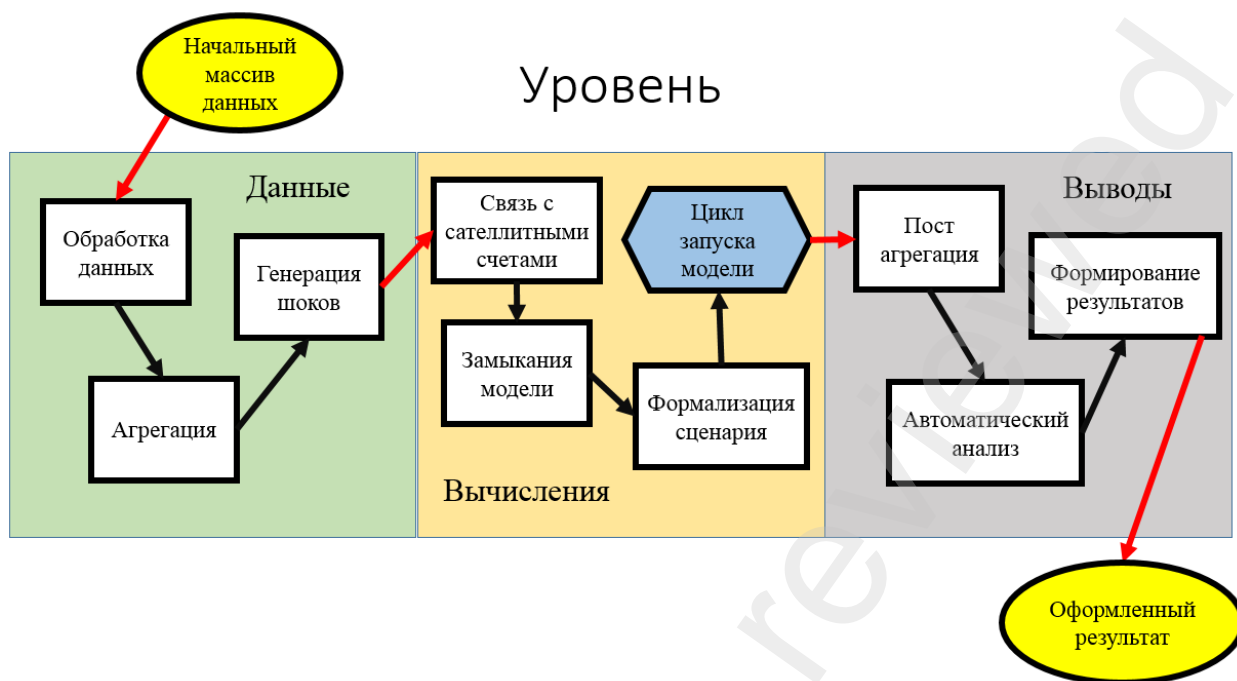 Начальный
массив
данных
Уровень
Данные
Обработка
данных
Генерация
шоков
Агрегация
Связь с
сателлитными
счетами
Цикл
запуска
модели
Замыкания
модели
Формализация
сценария
Вычисления
Выводы
Пост
агрегация
Формирование
результатов
Автоматический
анализ
Оформленный
результат
reviewed